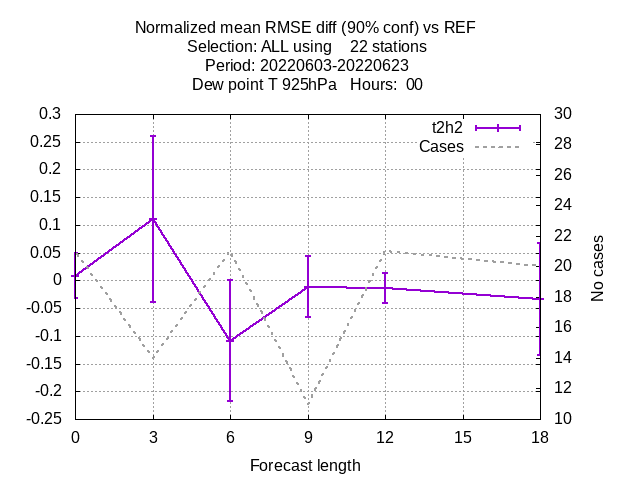 Normalized mean RMSE diff (90% conf) vs REF
Selection: ALL using    22 stations
Period: 20220603-20220623
Dew point T 925hPa   Hours:  00
t2h2
Cases
0.3
0.25
0.2
0.15
0.1
0.05
0
-0.05
-0.1
-0.15
-0.2
-0.25
30
28
26
24
22
20
18
16
14
12
10
No cases
0 3 6 9 12 15 18
Forecast length